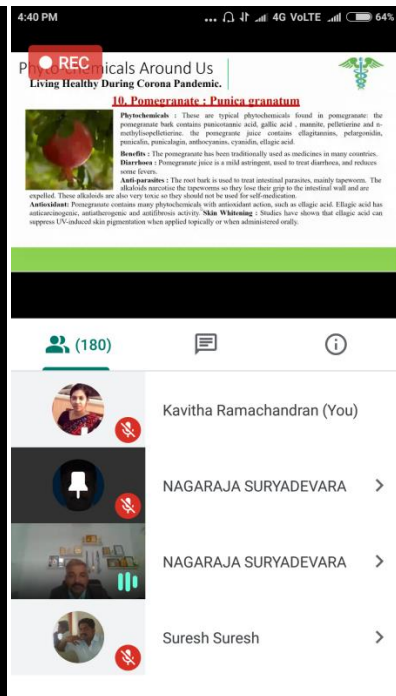 4:40 PM ... 4G VoLTE 64%
REC
Phyto-chemicals Around Us
Living Healthy During Corona Pandemic.
10. Pomegranate : Punica granatum
Phytochemicals : These are typical phytochemicals found in pomegranate: the
pomegranate bark contains punicotannic acid, gallic acid , mannite, pelletierine and n-
methylisopelletierine. the pomegranate juice contains ellagitannins, pelargonidin,
punicalin, punicalagin, anthocyanins, cyanidin, ellagic acid.
Benefits : The pomegranate has been traditionally used as medicines in many countries.
Diarrhoea : Pomegranate juice is a mild astringent, used to treat diarrhoea, and reduces
some fevers.
Anti-parasites : The root bark is used to treat intestinal parasites, mainly tapeworm. The
alkaloids narcotise the tapeworms so they lose their grip to the intestinal wall and are
expelled. These alkaloids are also very toxic so they should not be used for self-medication.
Antioxidant: Pomegranate contains many phytochemicals with antioxidant action, such as ellagic acid. Ellagic acid has
anticarcinogenic, antiatherogenic and antifibrosis activity. Skin Whitening : Studies have shown that ellagic acid can
suppress UV-induced skin pigmentation when applied topically or when administered orally.
(180)
Kavitha Ramachandran (You)
NAGARAJA SURYADEVARA
NAGARAJA SURYADEVARA
Suresh Suresh